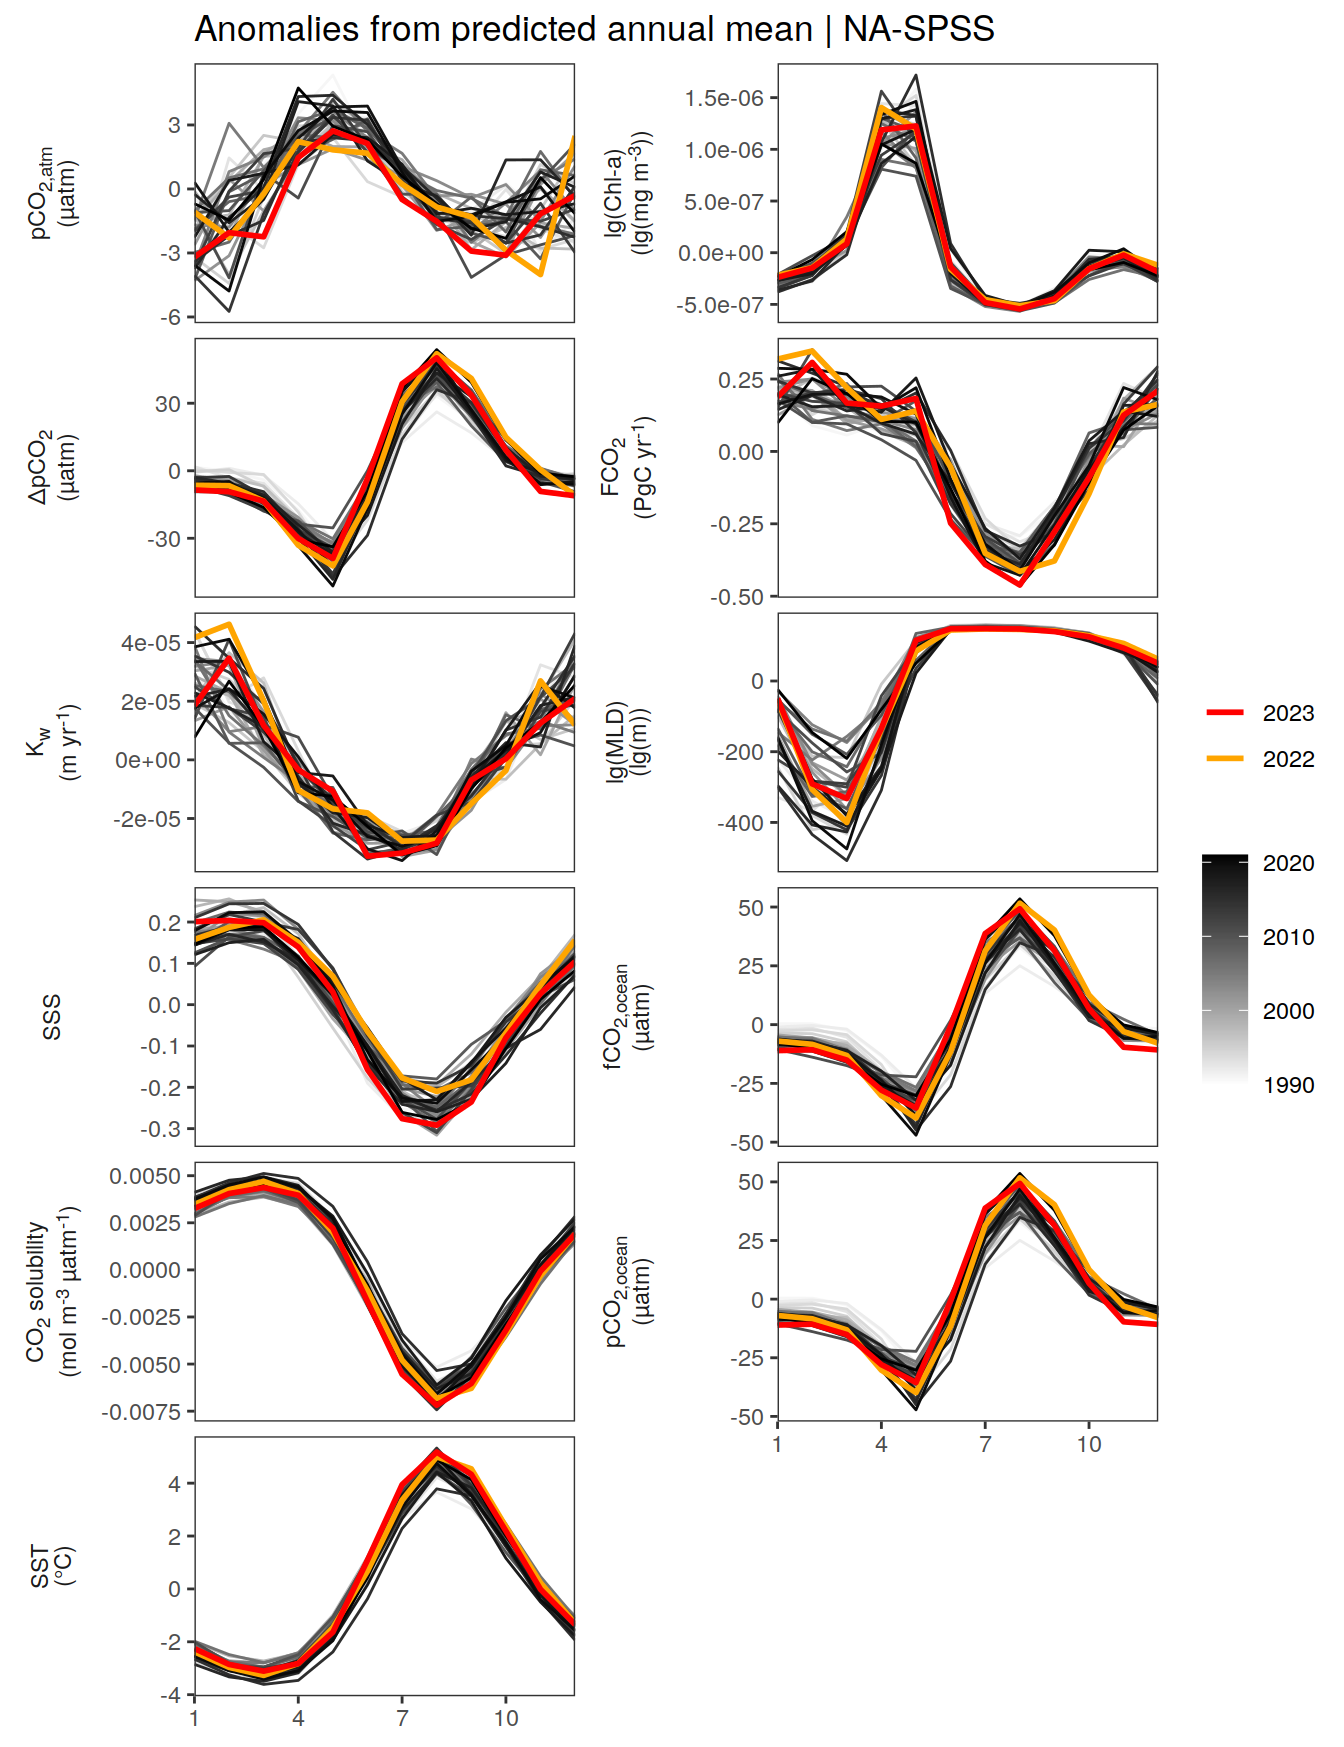 Anomalies from predicted annual mean | NA-SPSS
pCO2,atm
(µatm)
3
0
-3
-6
lg(Chl-a)
(lg(mg m-3))
1.5e-06
1.0e-06
5.0e-07
0.0e+00
-5.0e-07
ΔpCO2
(µatm)
30
0
-30
FCO2
(PgC yr-1)
0.25
0.00
-0.25
-0.50
Kw
(m yr-1)
4e-05
2e-05
0e+00
-2e-05
lg(MLD)
(lg(m))
0
-200
-400
SSS
0.2
0.1
0.0
-0.1
-0.2
-0.3
fCO2,ocean
(µatm)
50
25
0
-25
-50
CO2 solubility
(mol m-3 µatm-1)
0.0050
0.0025
0.0000
-0.0025
-0.0050
-0.0075
pCO2,ocean
(µatm)
50
25
0
-25
-50
1 4 7 10
SST
(°C)
4
2
0
-2
-4
1 4 7 10
2023
2022
2020
2010
2000
1990